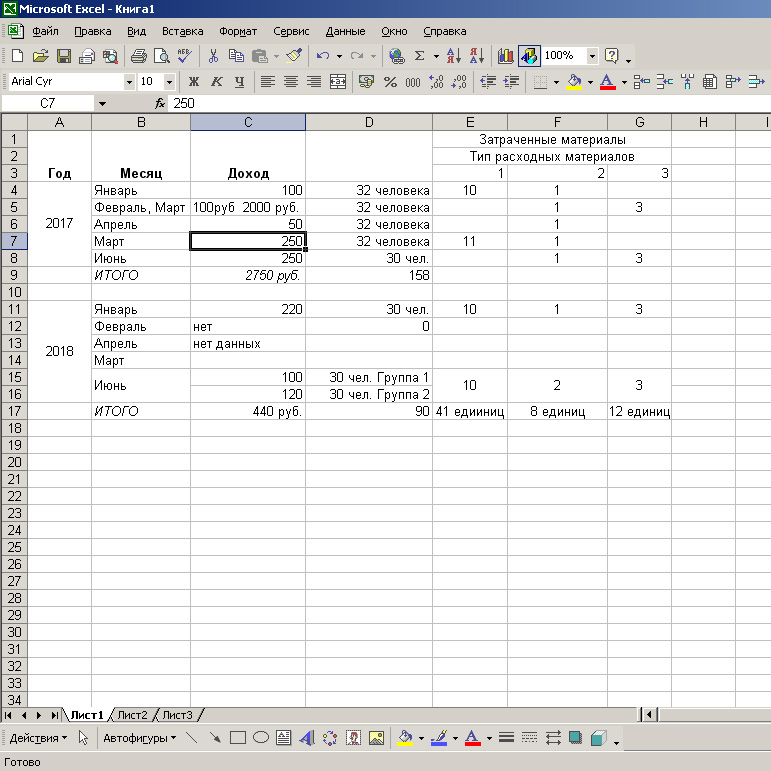 Microsoft Excel - Книга1
Файл Правка Вид Вставка Формат Сервис Данные Окно Справка
Σ А Я Я А 100% ?
Arial Cyr 10 Ж К Ч % 000
C7 fx 250
A B C D E F G H I
1 Затраченные материалы
2 Тип расходных материалов
3 Год Месяц Доход 1 2 3
4 Январь 100 32 человека 10 1
5 Февраль, Март 100руб 2000 руб. 32 человека 1 3
2017
6 Апрель 50 32 человека 1
7 Март 250 32 человека 11 1
8 Июнь 250 30 чел. 1 3
9 ИТОГО 2750 руб. 158
10
11 Январь 220 30 чел. 10 1 3
12 Февраль нет 0
13 Апрель нет данных
2018
14 Март
15 Июнь 100 30 чел. Группа 1 10 2 3
16 120 30 чел. Группа 2
17 ИТОГО 440 руб. 90 41 едииниц 8 единиц 12 единиц
18
19
20
21
22
23
24
25
26
27
28
29
30
31
32
33
34
Лист1 Лист2 Лист3
Действия Автофигуры
Готово